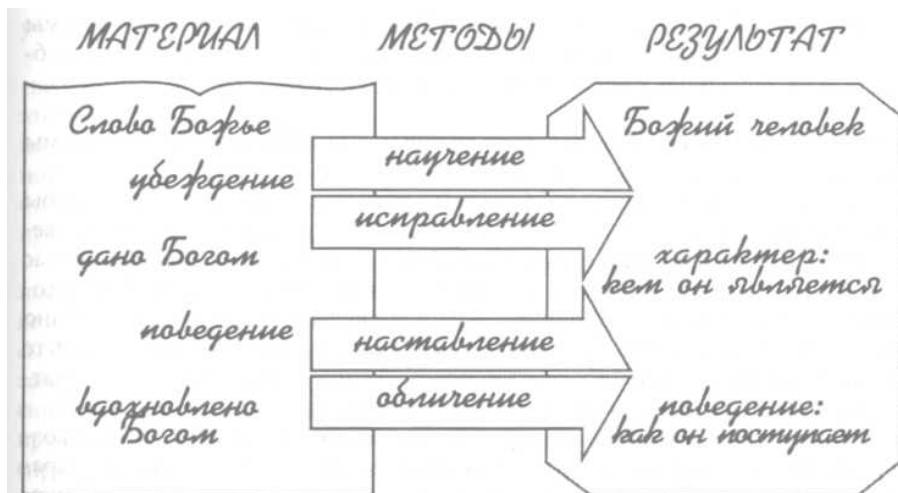 МАТЕРИАЛ
МЕТОДЫ
РЕЗУЛЬТАТ
Слово Божье
убеждение
дано Богом
поведение
вдохновлено
Богом
научение
исправление
наставление
обличение
Божий человек
характер:
кем он является
поведение:
как он поступает